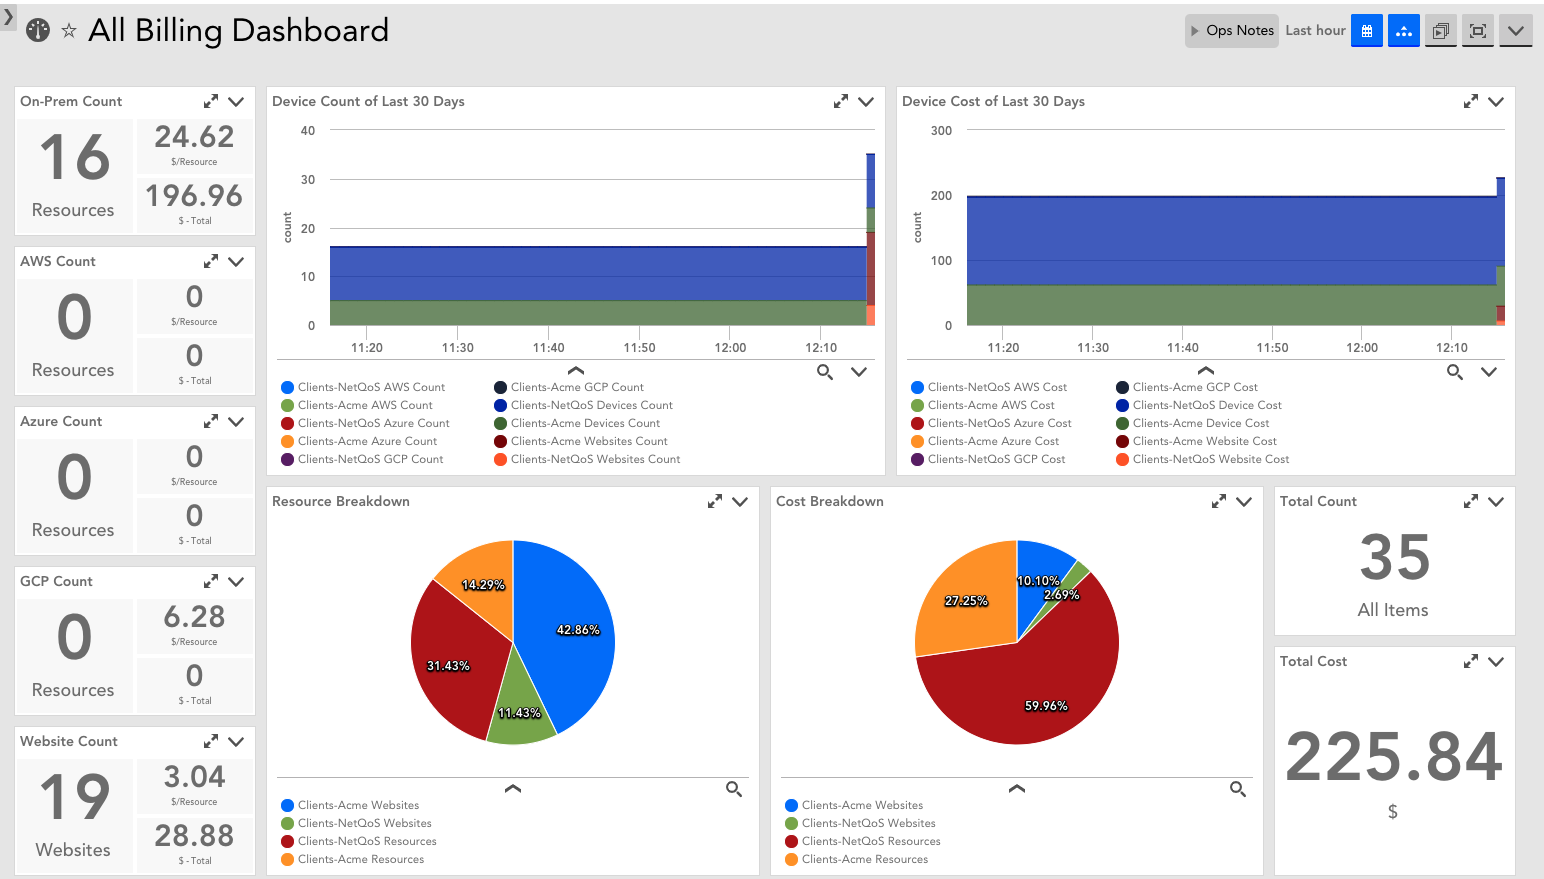 All Billing Dashboard
Ops Notes
Last hour
On-Prem Count
16
Resources
24.62
$/Resource
196.96
$ - Total
AWS Count
0
Resources
0
$/Resource
0
$ - Total
Azure Count
0
Resources
0
$/Resource
0
$ - Total
GCP Count
0
Resources
6.28
$/Resource
0
$ - Total
Website Count
19
Websites
3.04
$/Resource
28.88
$ - Total
Device Count of Last 30 Days
count
40
30
20
10
0
11:20 11:30 11:40 11:50 12:00 12:10
Clients-NetQoS AWS Count
Clients-Acme AWS Count
Clients-NetQoS Azure Count
Clients-Acme Azure Count
Clients-NetQoS GCP Count
Clients-Acme GCP Count
Clients-NetQoS Devices Count
Clients-Acme Devices Count
Clients-Acme Websites Count
Clients-NetQoS Websites Count
Device Cost of Last 30 Days
count
300
200
100
0
11:20 11:30 11:40 11:50 12:00 12:10
Clients-NetQoS AWS Cost
Clients-Acme AWS Cost
Clients-NetQoS Azure Cost
Clients-Acme Azure Cost
Clients-NetQoS GCP Cost
Clients-Acme GCP Cost
Clients-NetQoS Device Cost
Clients-Acme Device Cost
Clients-Acme Website Cost
Clients-NetQoS Website Cost
Resource Breakdown
14.29%
42.86%
31.43%
11.43%
Clients-Acme Websites
Clients-NetQoS Websites
Clients-NetQoS Resources
Clients-Acme Resources
Cost Breakdown
10.10%
2.69%
27.25%
59.96%
Clients-Acme Websites
Clients-NetQoS Websites
Clients-NetQoS Resources
Clients-Acme Resources
Total Count
35
All Items
Total Cost
225.84
$